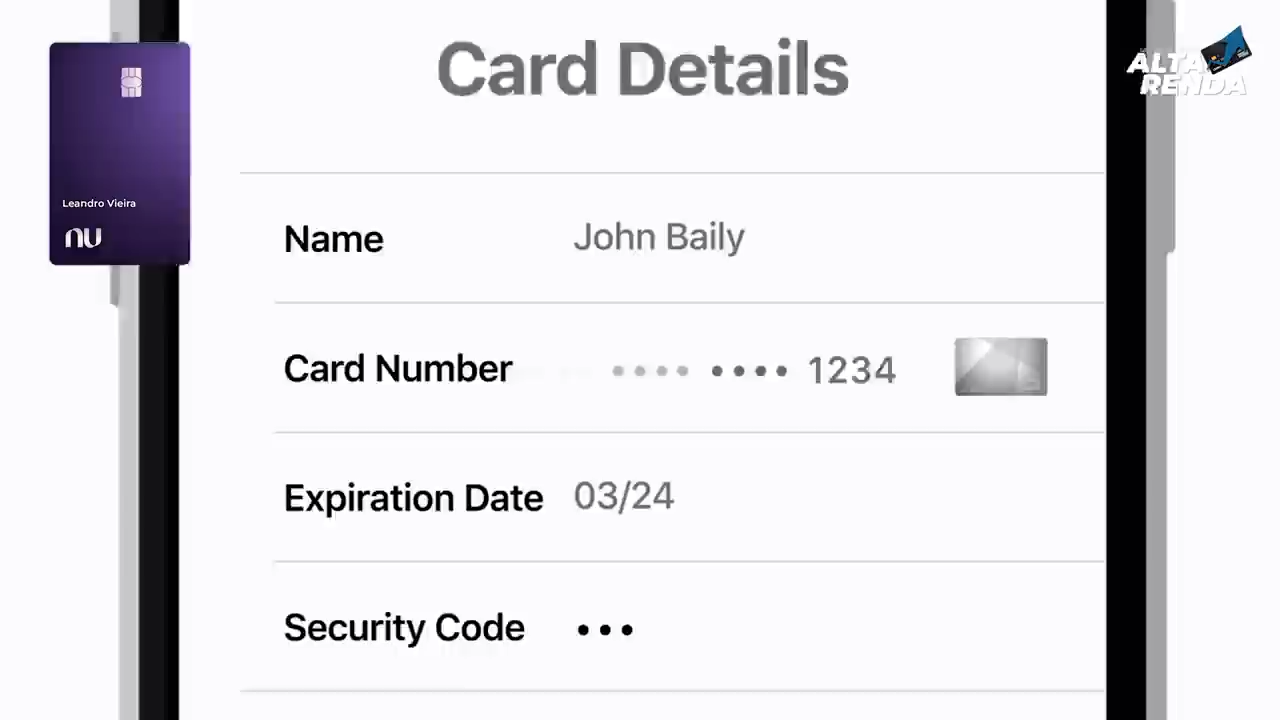 Card Details
ALTA
RENDA
Leandro Vieira
nu
Name John Baily
Card Number •••• •••• 1234
Expiration Date 03/24
Security Code •••